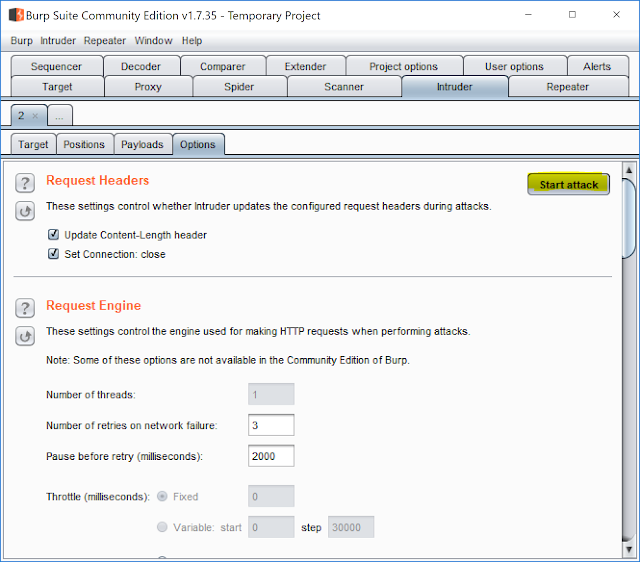 Burp Suite Community Edition v1.7.35 - Temporary Project
Burp Intruder Repeater Window Help
Sequencer Decoder Comparer Extender Project options User options Alerts
Target Proxy Spider Scanner Intruder Repeater
2 × ...
Target Positions Payloads Options
? Request Headers Start attack
These settings control whether Intruder updates the configured request headers during attacks.
Update Content-Length header
Set Connection: close
? Request Engine
These settings control the engine used for making HTTP requests when performing attacks.
Note: Some of these options are not available in the Community Edition of Burp.
Number of threads: 1
Number of retries on network failure: 3
Pause before retry (milliseconds): 2000
Throttle (milliseconds): Fixed 0
Variable: start 0 step 30000